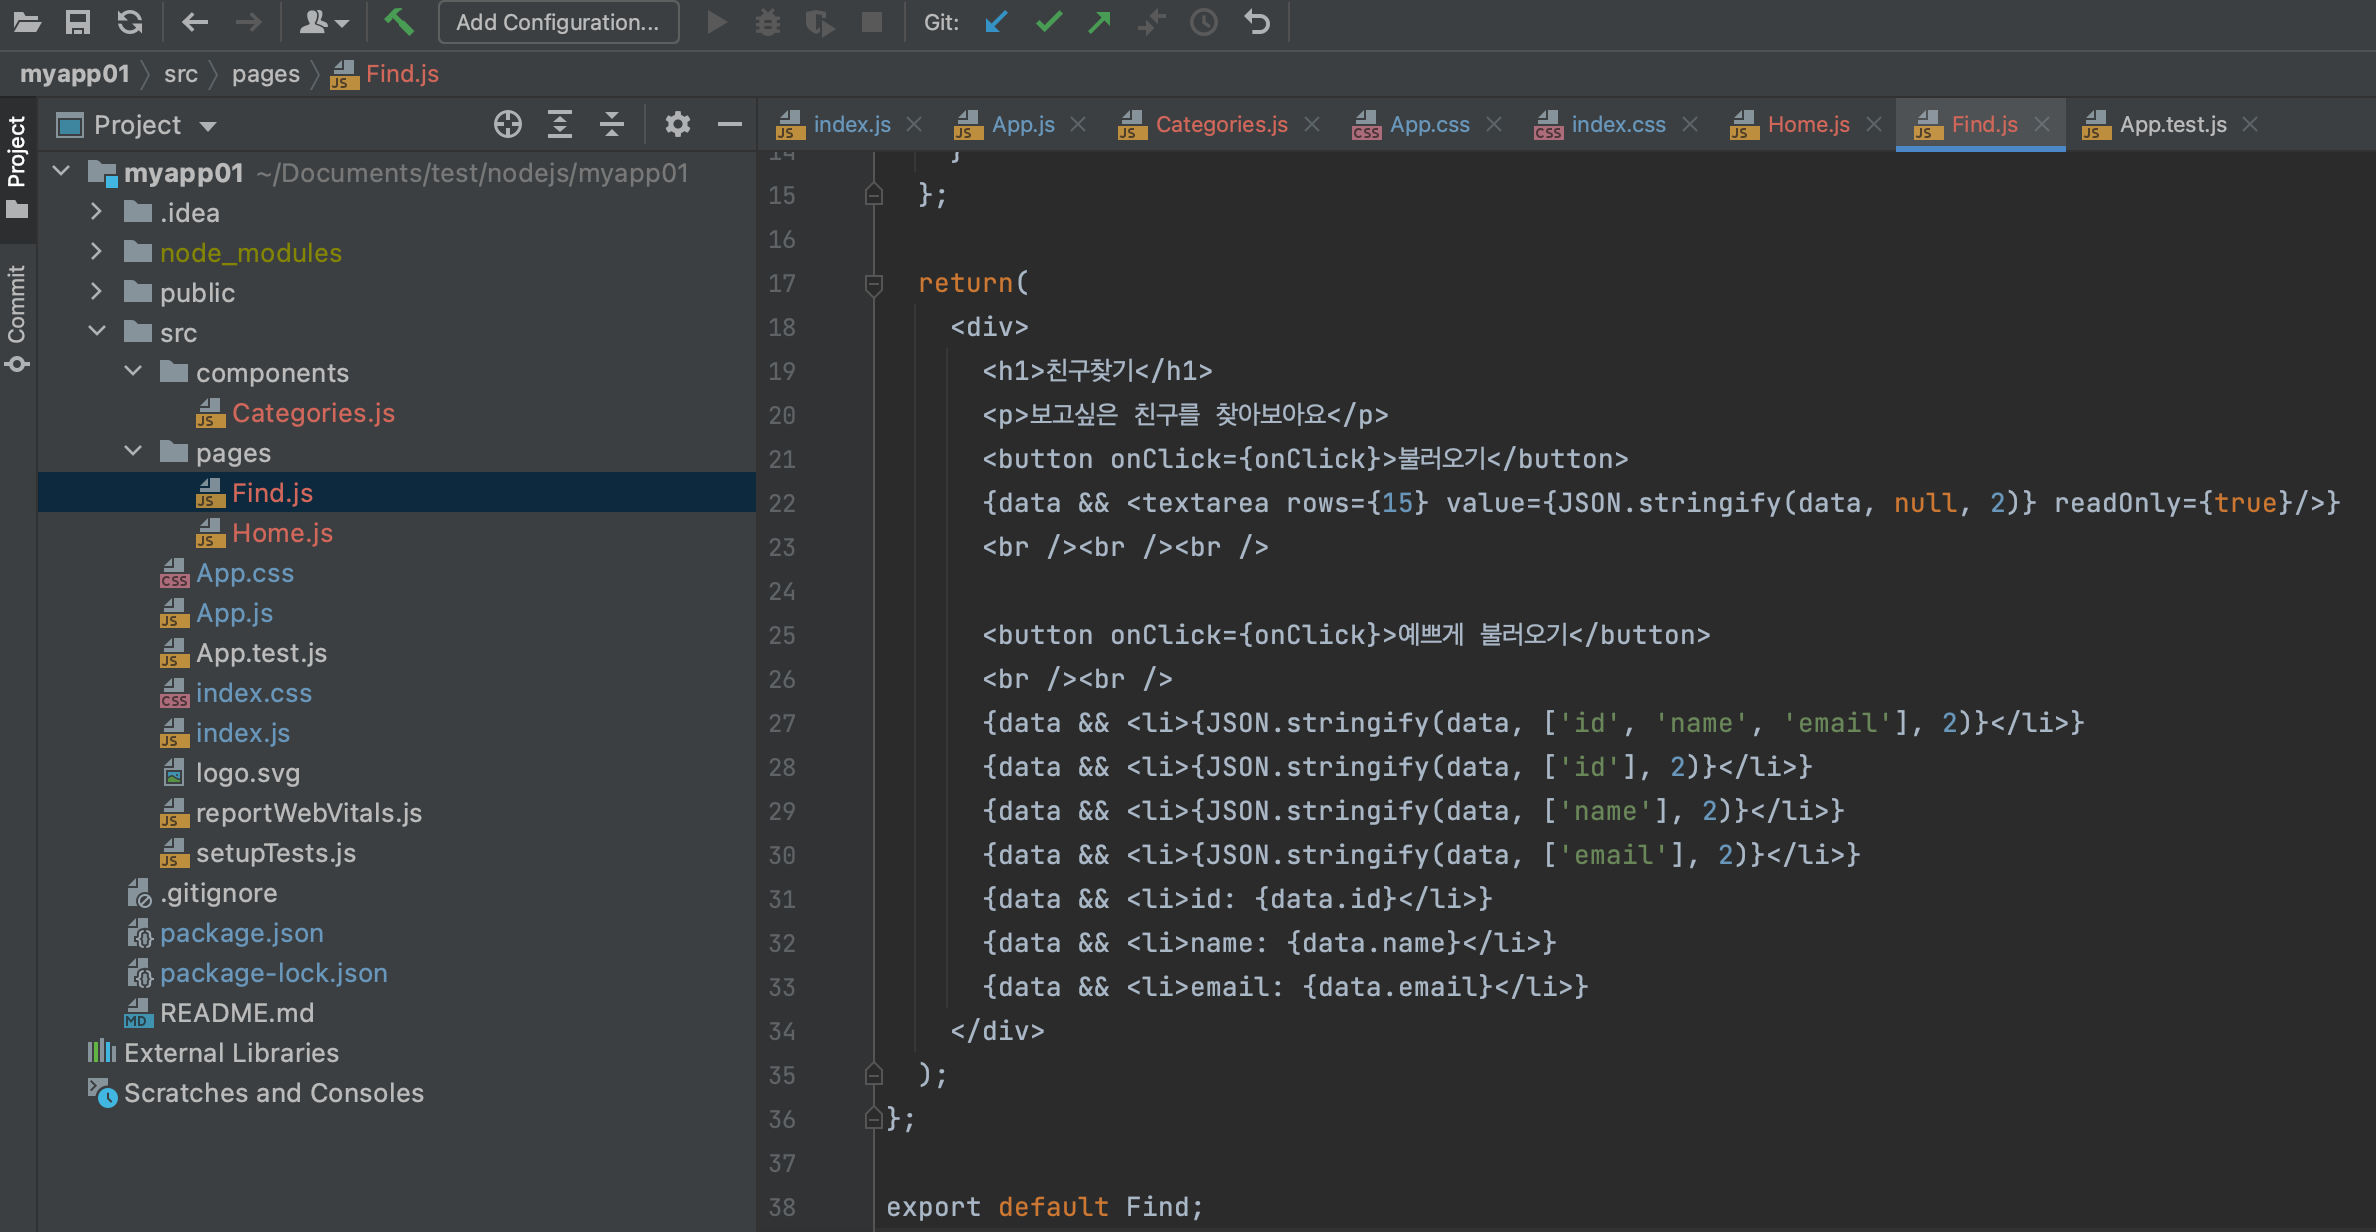 Add Configuration...
Git:
myapp01 src pages Find.js
Project
Commit
Project
myapp01 ~/Documents/test/nodejs/myapp01
.idea
node_modules
public
src
components
Categories.js
pages
Find.js
Home.js
App.css
App.js
App.test.js
index.css
index.js
logo.svg
reportWebVitals.js
setupTests.js
.gitignore
package.json
package-lock.json
README.md
External Libraries
Scratches and Consoles
index.js App.js Categories.js App.css index.css Home.js Find.js App.test.js
14 }
15 };
16
17 return(
18 <div>
19 <h1>친구찾기</h1>
20 <p>보고싶은 친구를 찾아보아요</p>
21 <button onClick={onClick}>불러오기</button>
22 {data && <textarea rows={15} value={JSON.stringify(data, null, 2)} readOnly={true}/>}
23 <br /><br /><br />
24
25 <button onClick={onClick}>예쁘게 불러오기</button>
26 <br /><br />
27 {data && <li>{JSON.stringify(data, ['id', 'name', 'email'], 2)}</li>}
28 {data && <li>{JSON.stringify(data, ['id'], 2)}</li>}
29 {data && <li>{JSON.stringify(data, ['name'], 2)}</li>}
30 {data && <li>{JSON.stringify(data, ['email'], 2)}</li>}
31 {data && <li>id: {data.id}</li>}
32 {data && <li>name: {data.name}</li>}
33 {data && <li>email: {data.email}</li>}
34 </div>
35 );
36 };
37
38 export default Find;